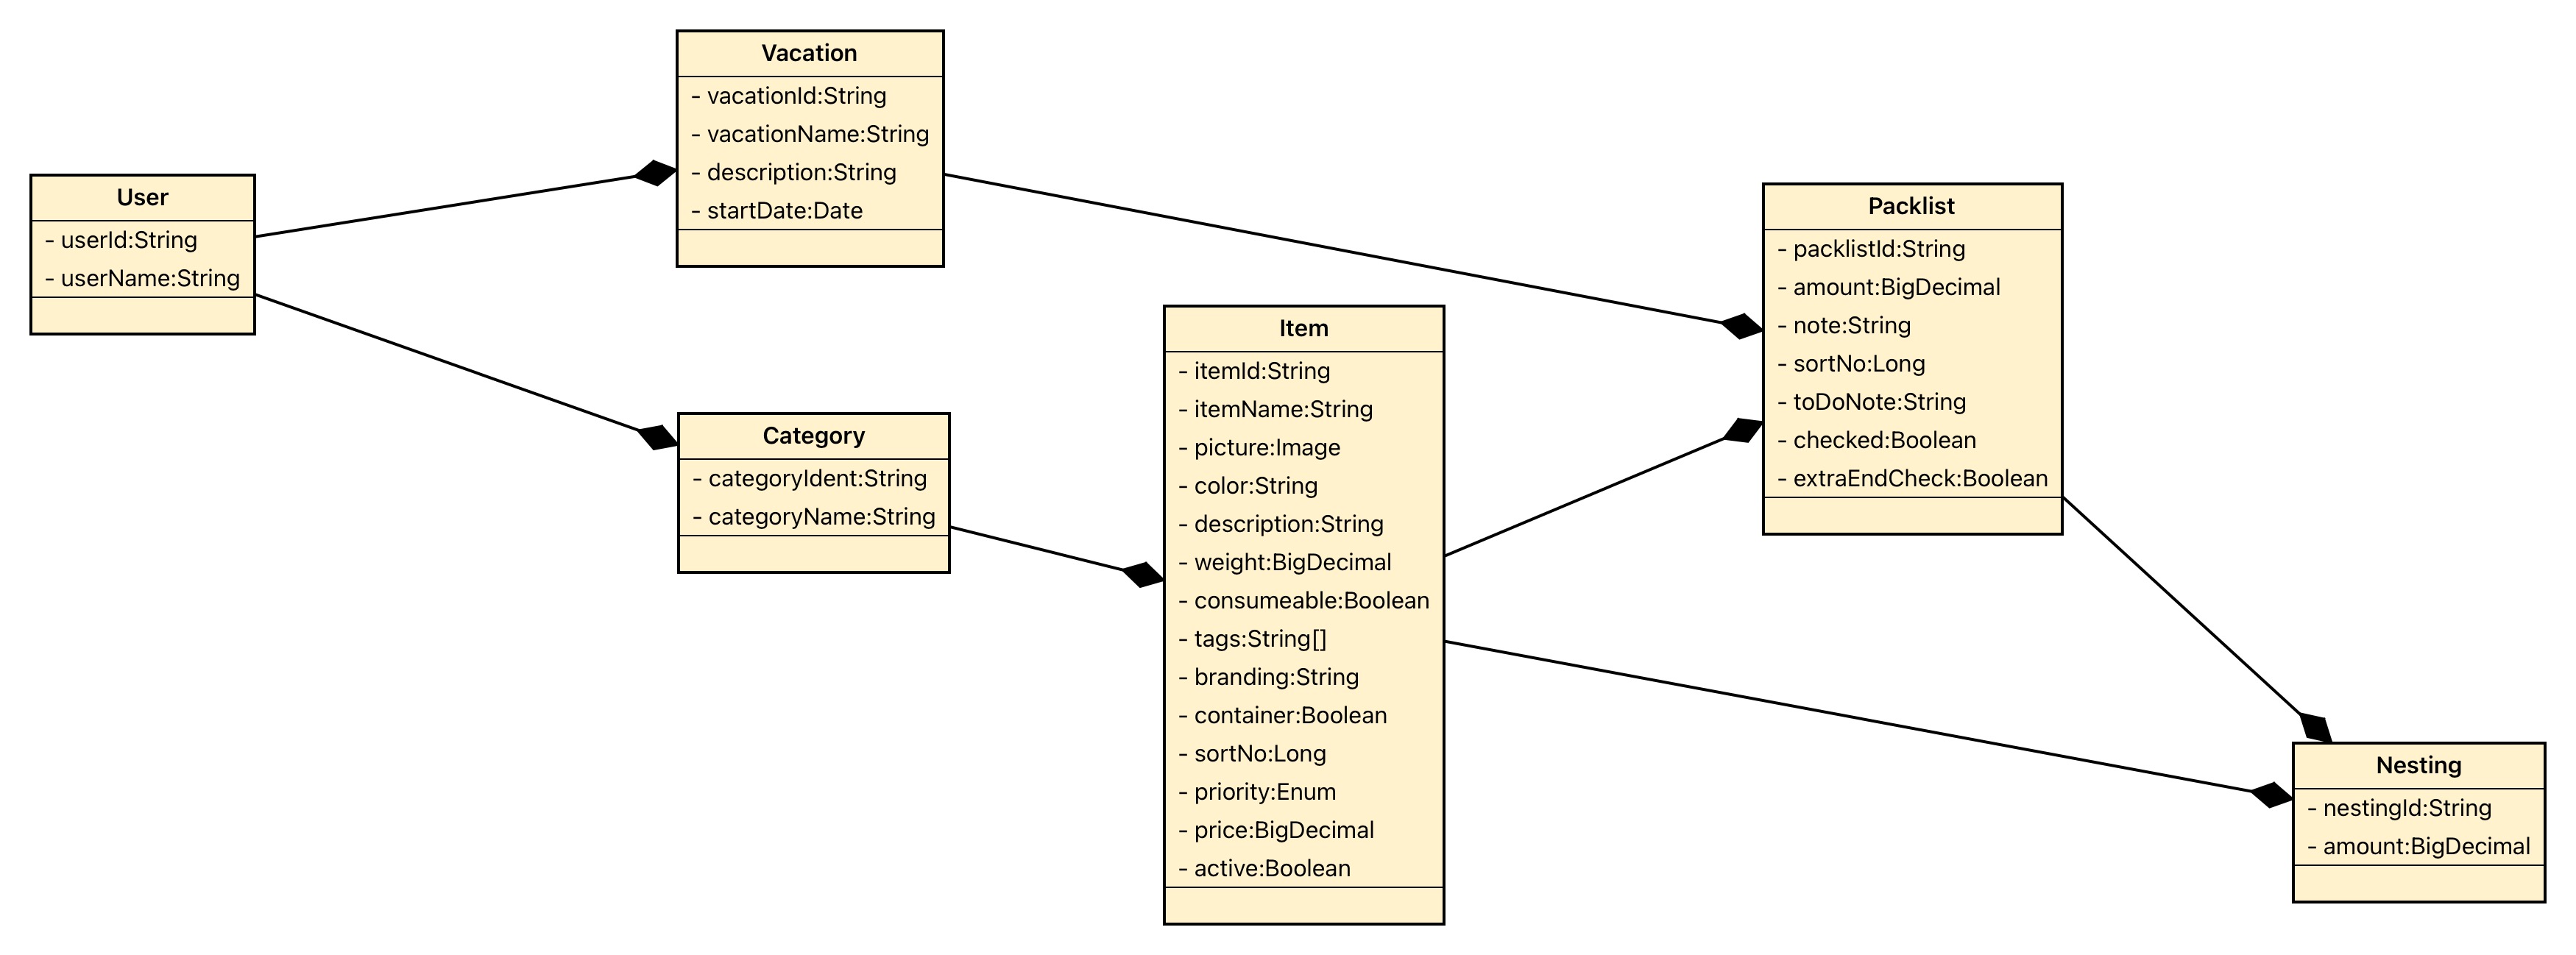 User
- userId:String
- userName:String
Vacation
- vacationId:String
- vacationName:String
- description:String
- startDate:Date
Category
- categoryIdent:String
- categoryName:String
Item
- itemId:String
- itemName:String
- picture:Image
- color:String
- description:String
- weight:BigDecimal
- consumeable:Boolean
- tags:String[]
- branding:String
- container:Boolean
- sortNo:Long
- priority:Enum
- price:BigDecimal
- active:Boolean
Packlist
- packlistId:String
- amount:BigDecimal
- note:String
- sortNo:Long
- toDoNote:String
- checked:Boolean
- extraEndCheck:Boolean
Nesting
- nestingId:String
- amount:BigDecimal